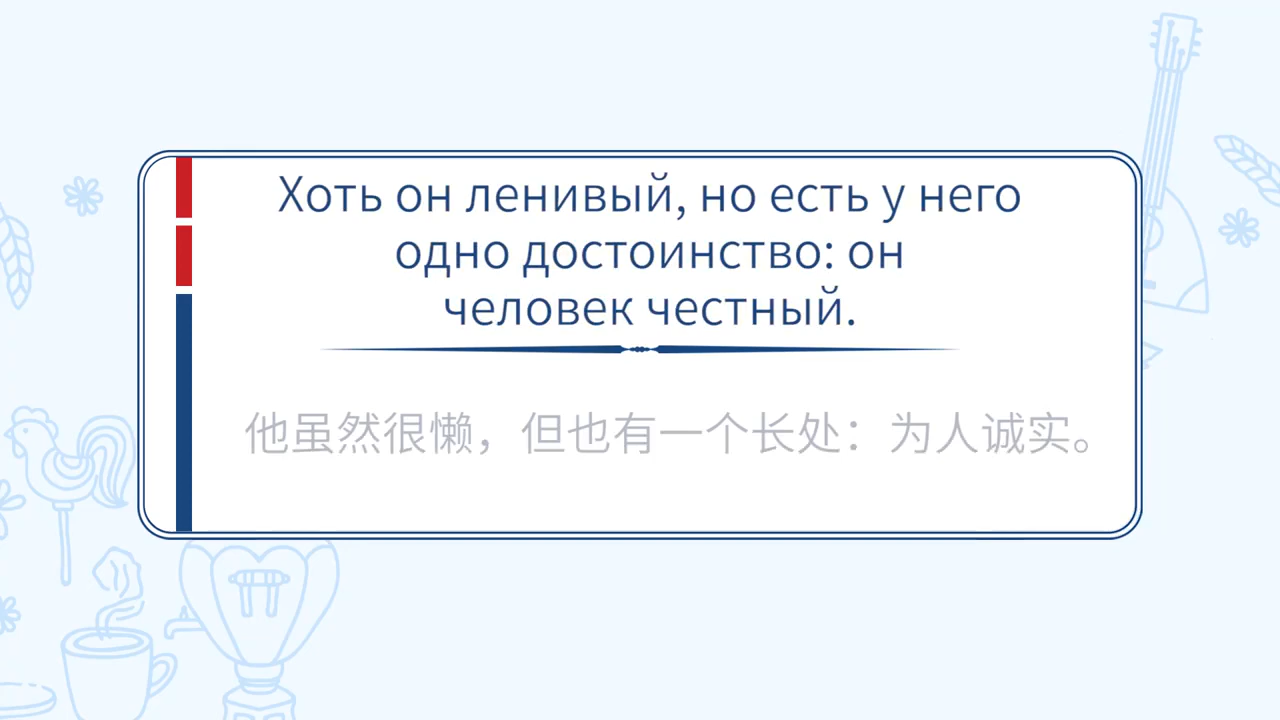 Хоть он ленивый, но есть у него
одно достоинство: он
человек честный.
他虽然很懒，但也有一个长处：为人诚实。